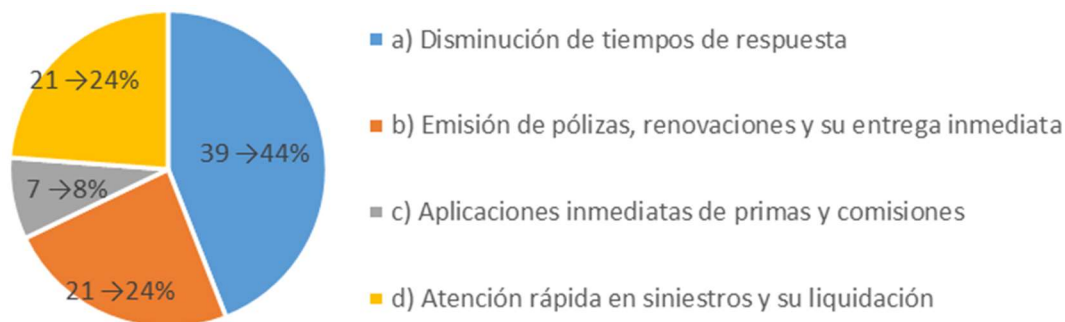 21 →24%
39 →44%
7 →8%
21 →24%
a) Disminución de tiempos de respuesta
b) Emisión de pólizas, renovaciones y su entrega inmediata
c) Aplicaciones inmediatas de primas y comisiones
d) Atención rápida en siniestros y su liquidación